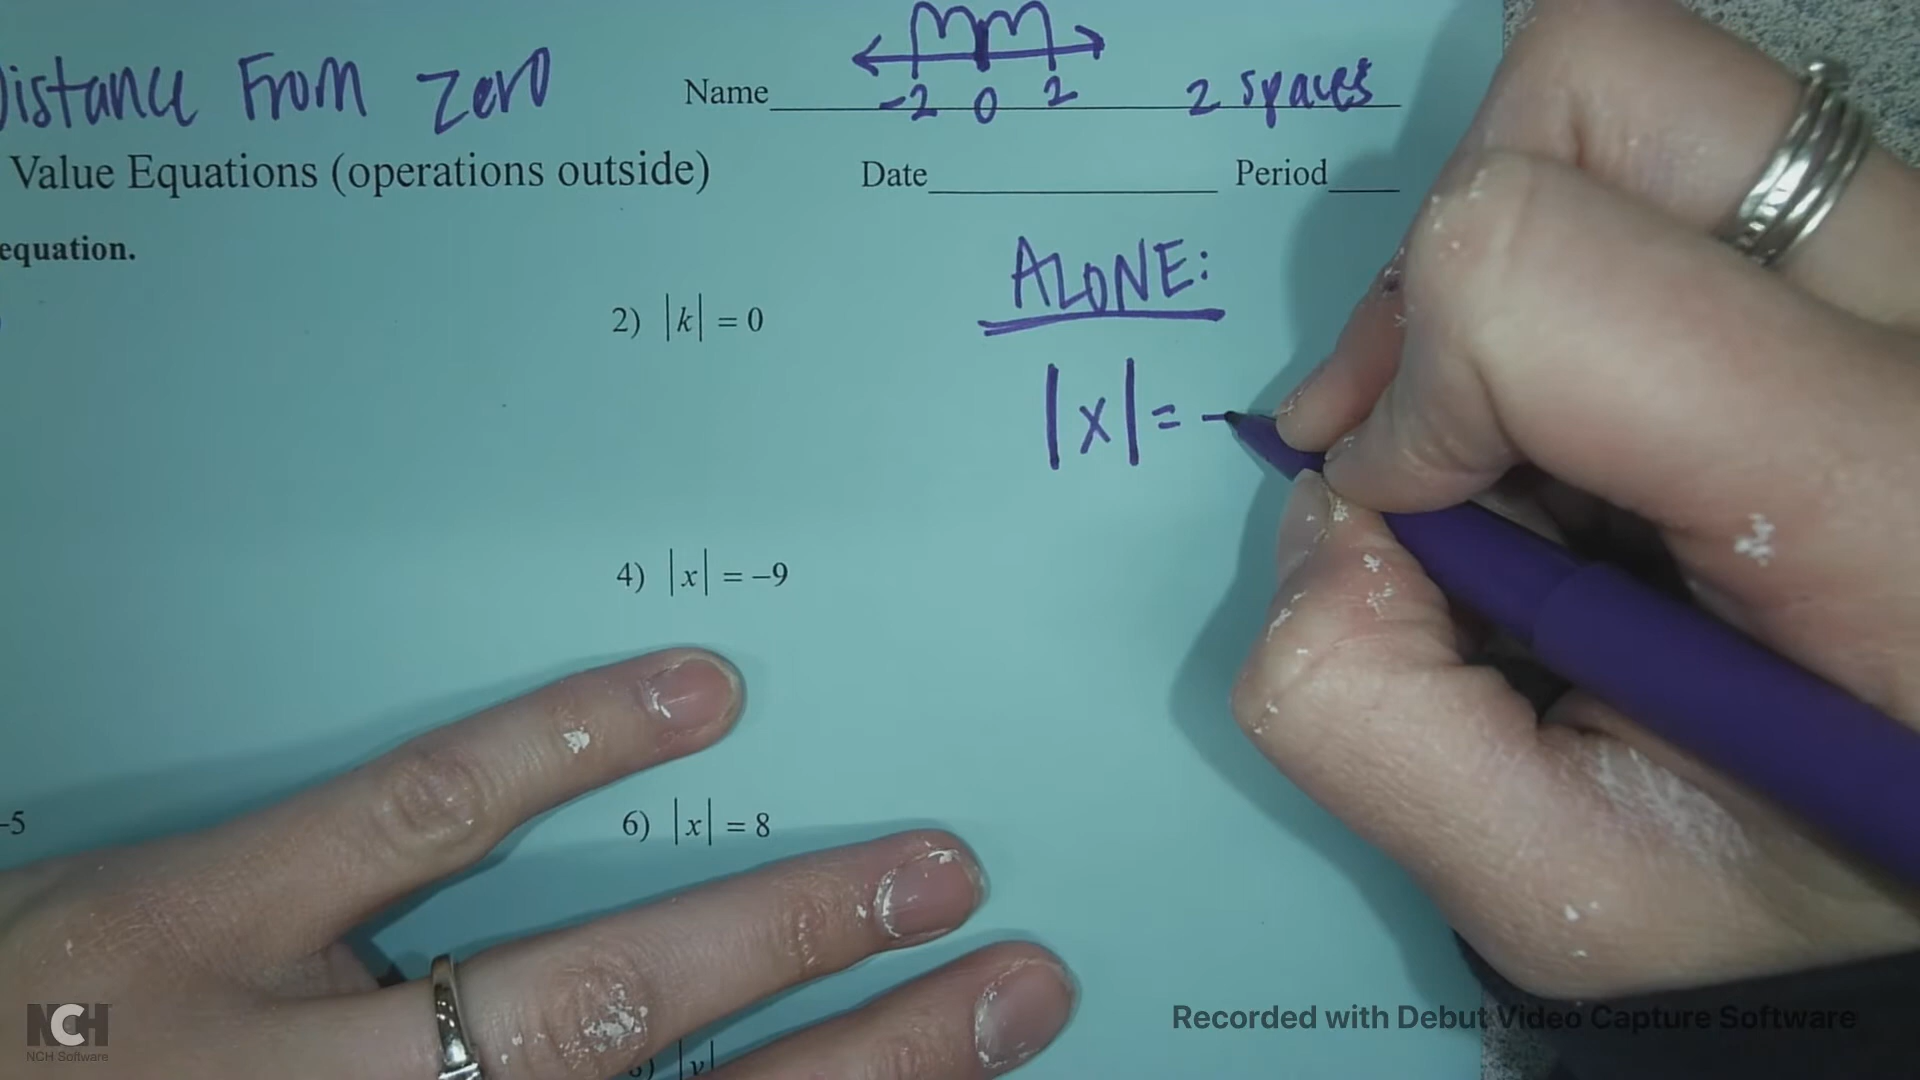 Distance From Zero
Name
-2 0 2
2 spaces
Value Equations (operations outside)
Date
Period
equation.
ALONE:
2) |k| = 0
|x| = -
4) |x| = –9
-5
6) |x| = 8
|v|
NCH
NCH Software
Recorded with Debut Video Capture Software